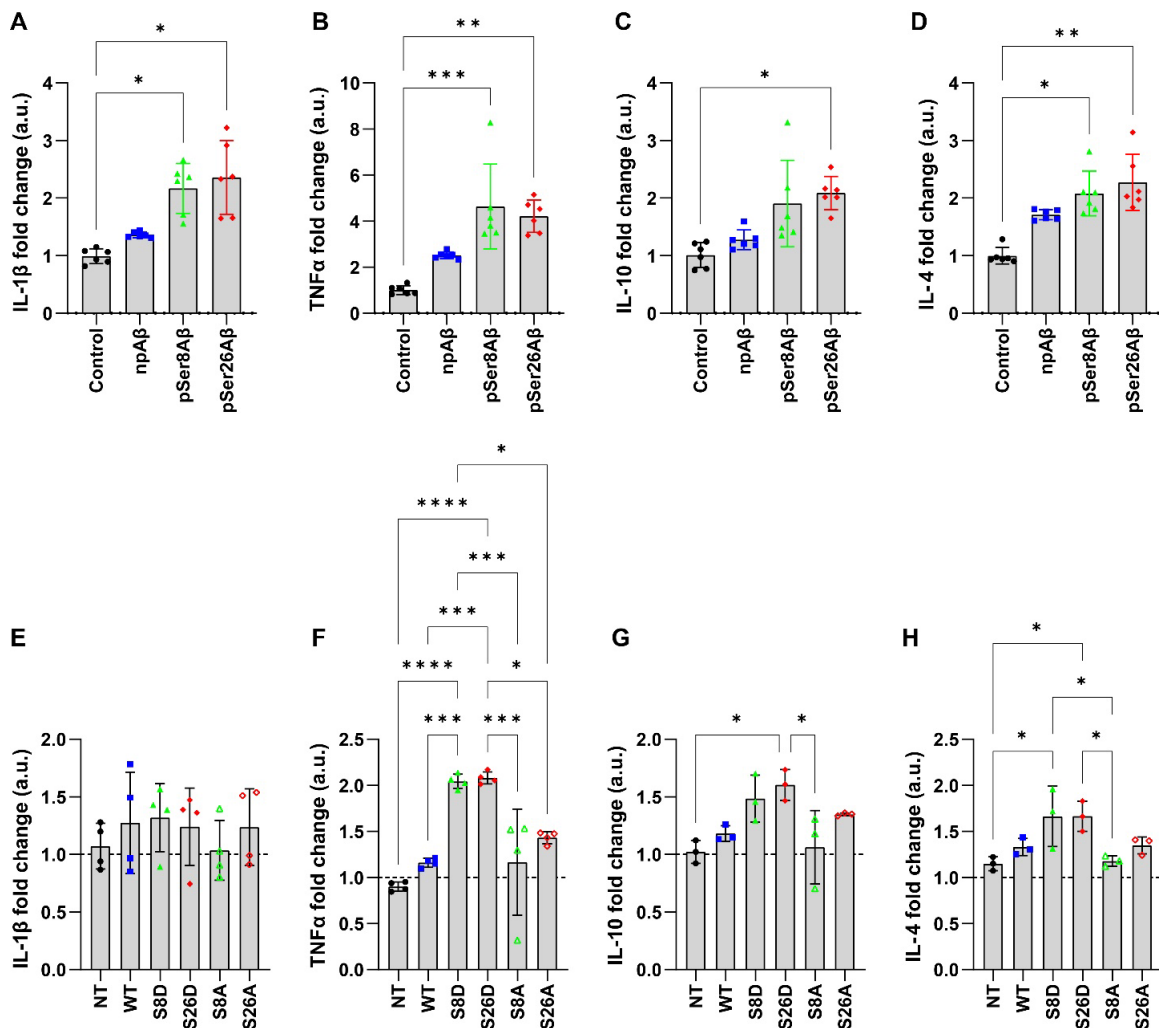 A
*
*
IL-1β fold change (a.u.)
4
3
2
1
0
Control
npAβ
pSer8Aβ
pSer26Aβ
B
**
***
TNFα fold change (a.u.)
10
8
6
4
2
0
Control
npAβ
pSer8Aβ
pSer26Aβ
C
*
IL-10 fold change (a.u.)
4
3
2
1
0
Control
npAβ
pSer8Aβ
pSer26Aβ
D
**
*
IL-4 fold change (a.u.)
4
3
2
1
0
Control
npAβ
pSer8Aβ
pSer26Aβ
E
IL-1β fold change (a.u.)
2.0
1.5
1.0
0.5
0.0
NT
WT
S8D
S26D
S8A
S26A
F
*
****
***
***
****
*
***
***
TNFα fold change (a.u.)
2.5
2.0
1.5
1.0
0.5
0.0
NT
WT
S8D
S26D
S8A
S26A
G
*
*
IL-10 fold change (a.u.)
2.0
1.5
1.0
0.5
0.0
NT
WT
S8D
S26D
S8A
S26A
H
*
*
*
*
IL-4 fold change (a.u.)
2.5
2.0
1.5
1.0
0.5
0.0
NT
WT
S8D
S26D
S8A
S26A